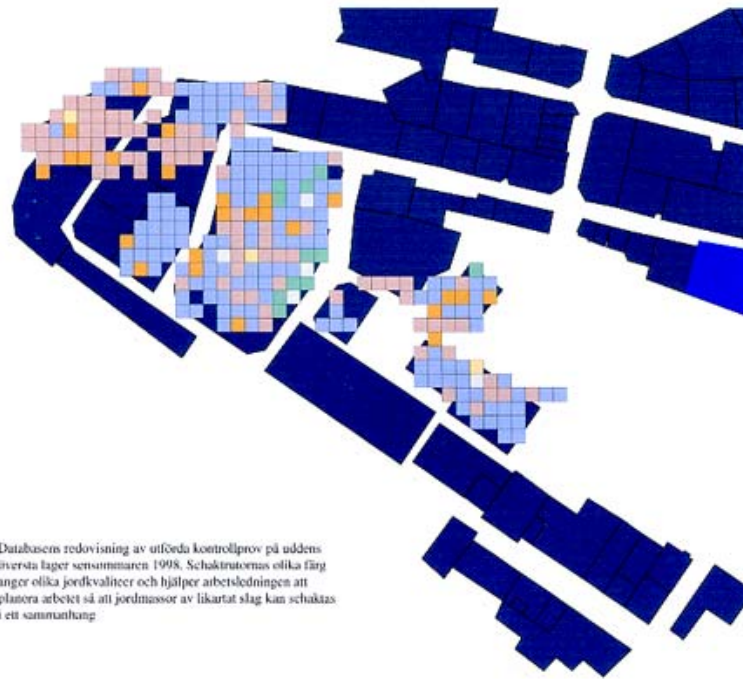 Databasens redovisning av utförda kontrollprov på uddens
översta lager sensommaren 1998. Schaktrutornas olika färg
anger olika jordkvaliteer och hjälper arbetsledningen att
planera arbetet så att jordmassor av likartat slag kan schaktas
i ett sammanhang